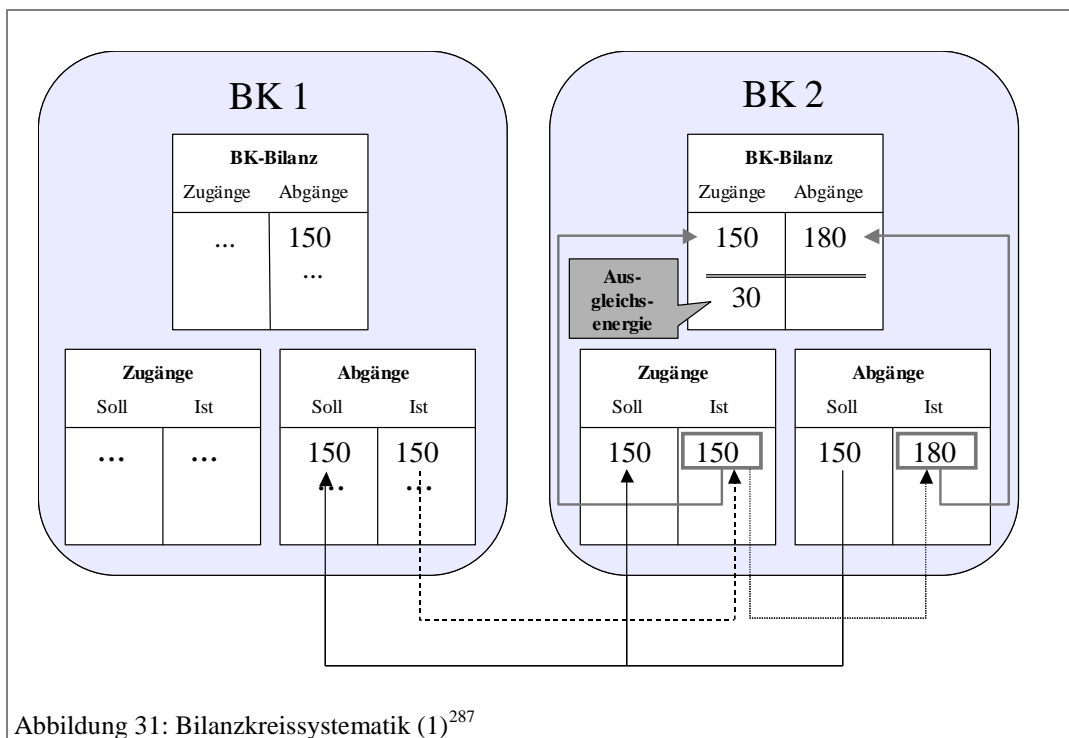 BK 1
BK-Bilanz
Zugänge Abgänge
... 150
...
Zugänge
Soll Ist
... ...
Abgänge
Soll Ist
150 150
... ...
BK 2
BK-Bilanz
Zugänge Abgänge
150 180
30
Aus-
gleichs-
energie
Zugänge
Soll Ist
150 150
Abgänge
Soll Ist
150 180
Abbildung 31: Bilanzkreissystematik (1)287